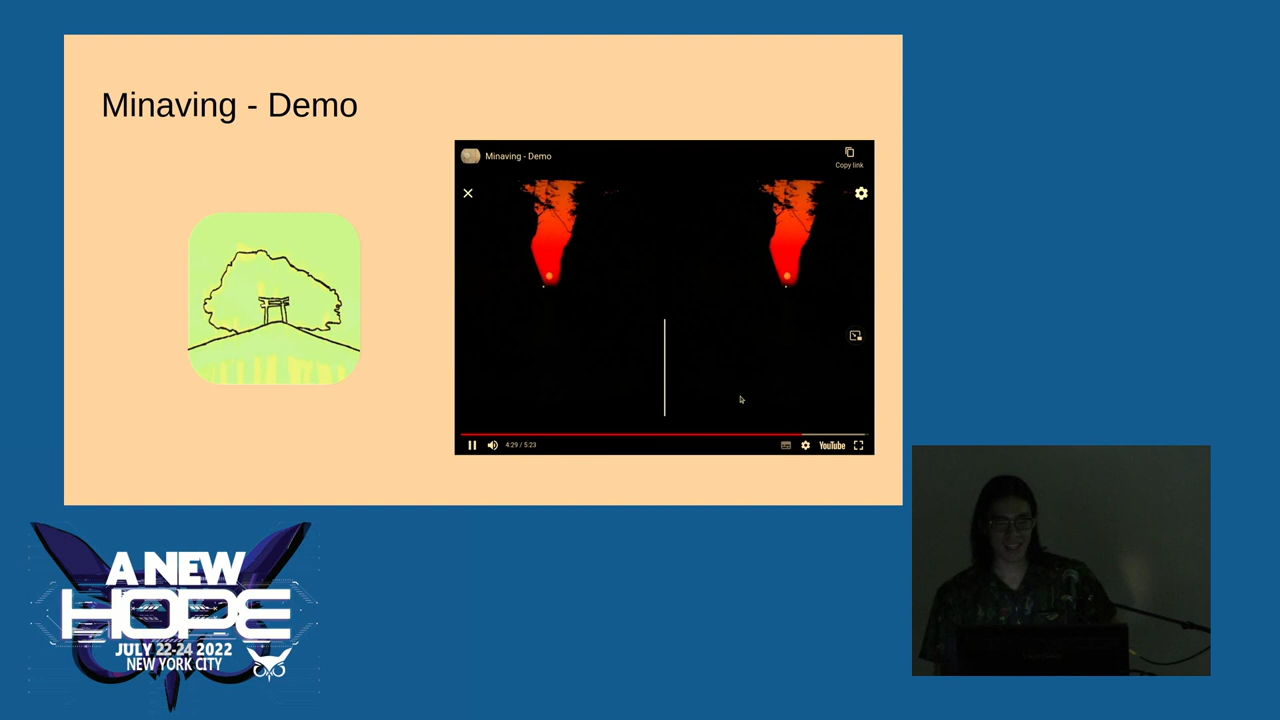 Minaving - Demo
Minaving - Demo
Copy link
4:29 / 5:23
YouTube
A NEW
HOPE
JULY 22-24 2022
NEW YORK CITY